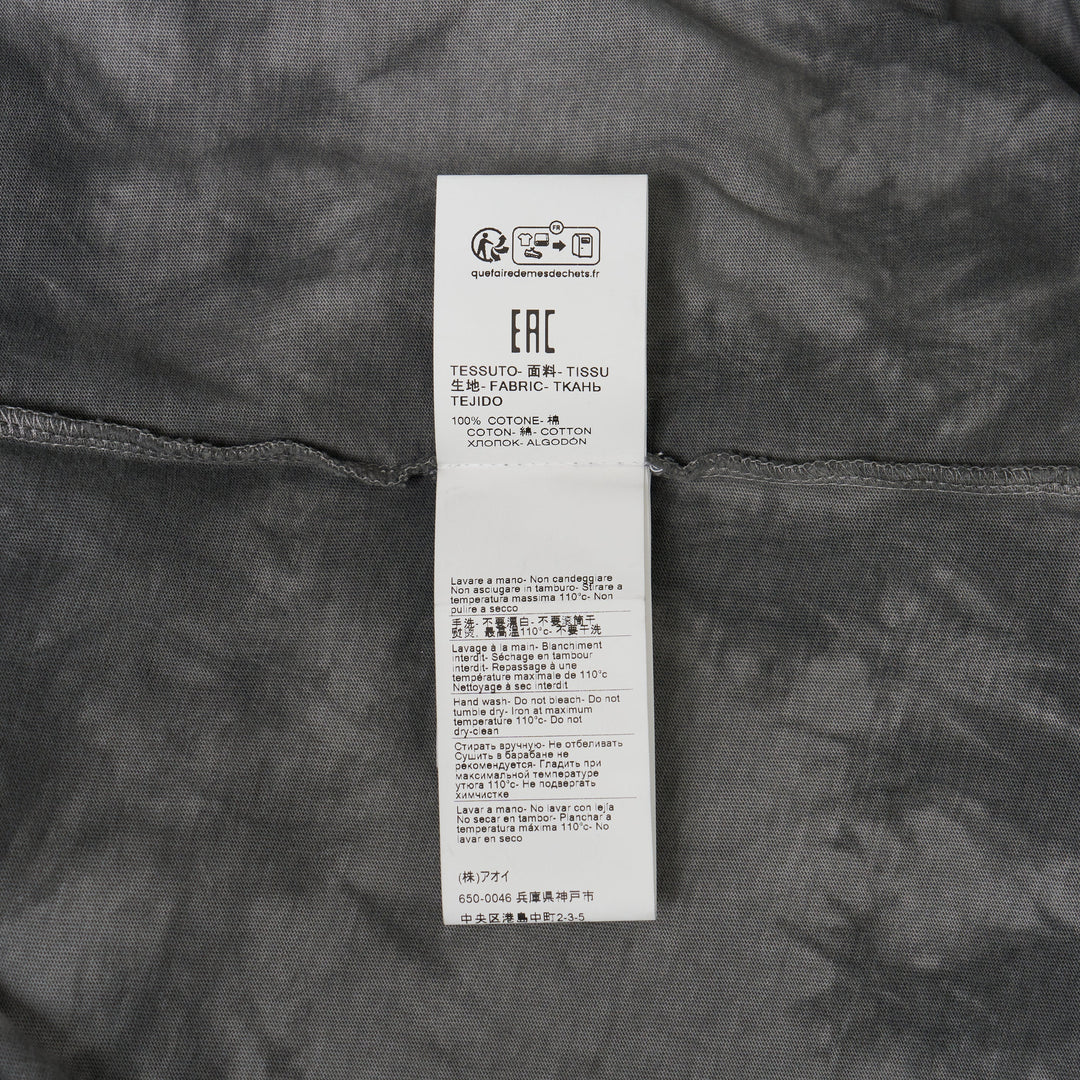 FR
quefairedemesdechets.fr
EAC
TESSUTO- 面料- TISSU
生地- FABRIC- ТКАНЬ
TEJIDO
100% COTONE- 棉
COTON- 綿- COTTON
ХЛОПОК- ALGODÓN
Lavare a mano- Non candeggiare
Non asciugare in tamburo- Stirare a
temperatura massima 110°c- Non
pulire a secco
手洗- 不要漂白- 不要滚筒干
熨烫, 最高温110°c- 不要干洗
Lavage à la main- Blanchiment
interdit- Séchage en tambour
interdit- Repassage à une
température maximale de 110°c
Nettoyage à sec interdit
Hand wash- Do not bleach- Do not
tumble dry- Iron at maximum
temperature 110°c- Do not
dry-clean
Стирать вручную- Не отбеливать
Сушить в барабане не
рекомендуется- Гладить при
максимальной температуре
утюга 110°c- Не подвергать
химчистке
Lavar a mano- No lavar con lejía
No secar en tambor- Planchar a
temperatura máxima 110°c- No
lavar en seco
(株)アオイ
650-0046 兵庫県神戸市
中央区港島中町2-3-5